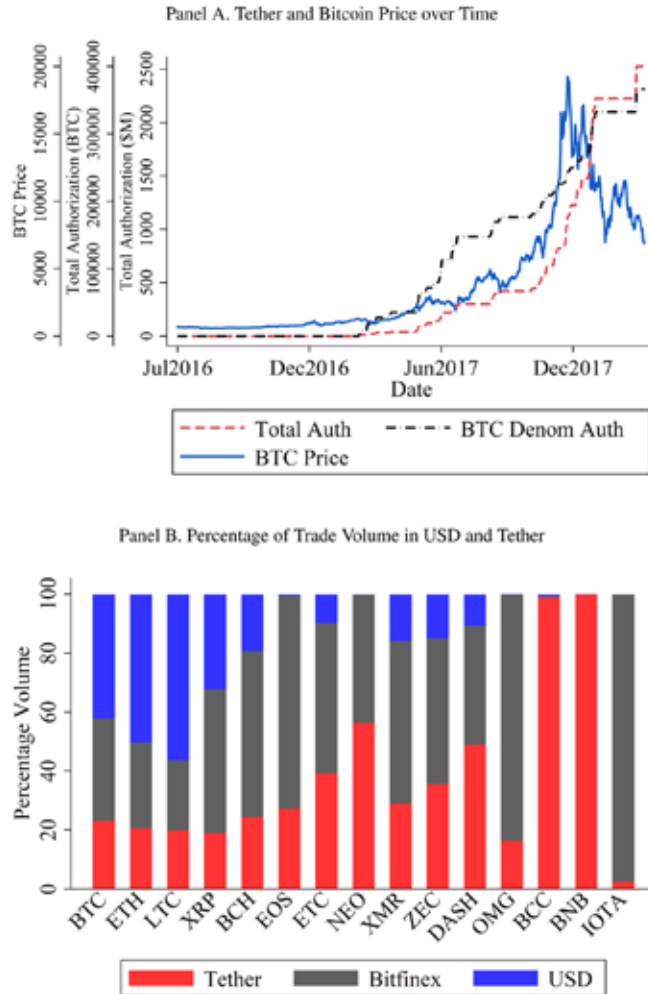 Panel A. Tether and Bitcoin Price over Time
BTC Price
0 5000 10000 15000 20000
Total Authorization (BTC)
0 100000 200000 300000 400000
Total Authorization ($M)
0 500 1000 1500 2000 2500
Jul2016 Dec2016 Jun2017 Dec2017
Date
Total Auth BTC Denom Auth
BTC Price
Panel B. Percentage of Trade Volume in USD and Tether
Percentage Volume
0 20 40 60 80 100
BTC ETH LTC XRP BCH EOS ETC NEO XMR ZEC DASH OMG BCC BNB IOTA
Tether Bitfinex USD